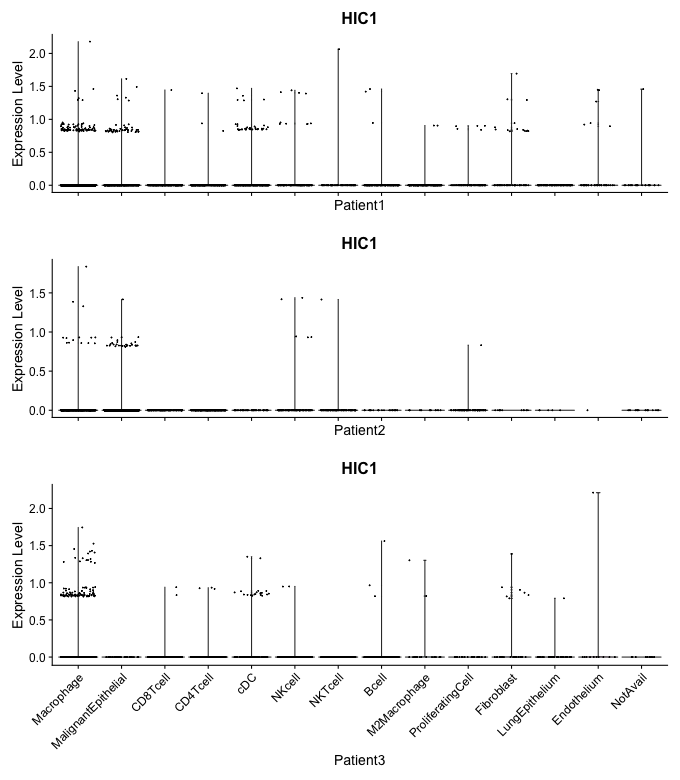 HIC1
Expression Level
2.0
1.5
1.0
0.5
0.0
Patient1
HIC1
Expression Level
1.5
1.0
0.5
0.0
Patient2
HIC1
Expression Level
2.0
1.5
1.0
0.5
0.0
Macrophage
MalignantEpithelial
CD8Tcell
CD4Tcell
cDC
NKcell
NKTcell
Bcell
M2Macrophage
ProliferatingCell
Fibroblast
LungEpithelium
Endothelium
NotAvail
Patient3